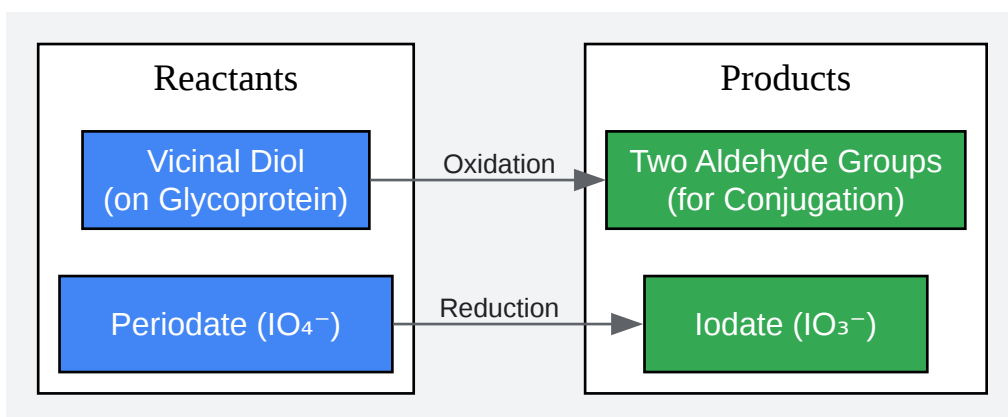 Reactants
Products
Vicinal Diol
(on Glycoprotein)
Oxidation
Two Aldehyde Groups
(for Conjugation)
Periodate (IO₄⁻)
Reduction
Iodate (IO₃⁻)